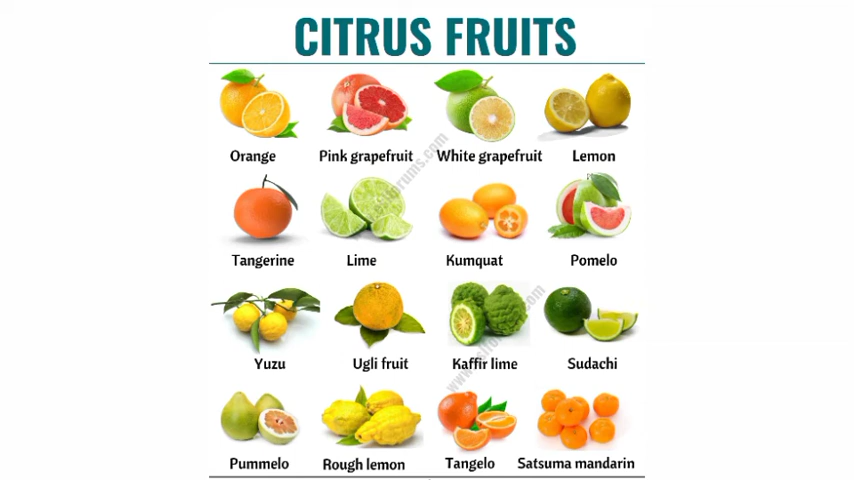 CITRUS FRUITS
Orange Pink grapefruit White grapefruit Lemon
Tangerine Lime Kumquat Pomelo
Yuzu Ugli fruit Kaffir lime Sudachi
Pummelo Rough lemon Tangelo Satsuma mandarin